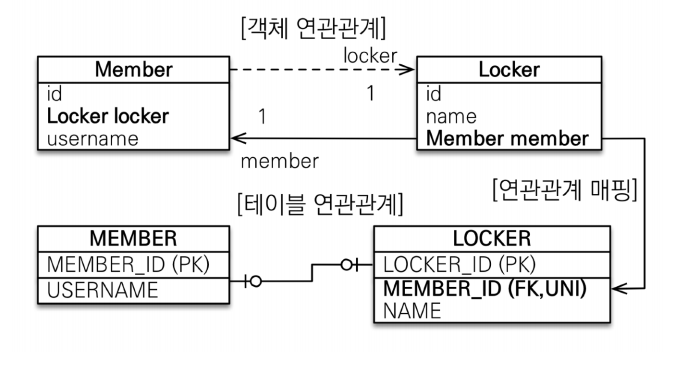 [객체 연관관계]
locker
Member
id
Locker locker
username
1
1
member
Locker
id
name
Member member
[연관관계 매핑]
[테이블 연관관계]
MEMBER
MEMBER_ID (PK)
USERNAME
LOCKER
LOCKER_ID (PK)
MEMBER_ID (FK,UNI)
NAME